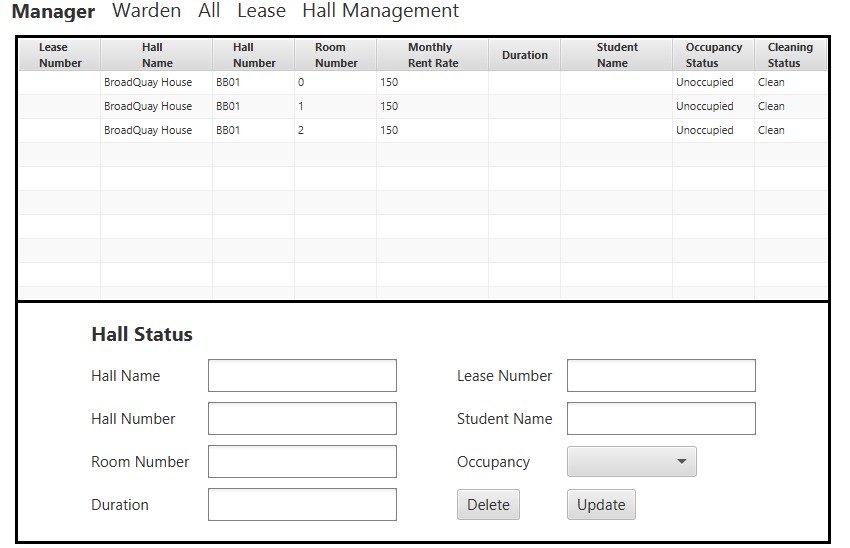 Manager Warden All Lease Hall Management
Lease Number Hall Name Hall Number Room Number Monthly Rent Rate Duration Student Name Occupancy Status Cleaning Status
BroadQuay House BB01 0 150 Unoccupied Clean
BroadQuay House BB01 1 150 Unoccupied Clean
BroadQuay House BB01 2 150 Unoccupied Clean
Hall Status
Hall Name Lease Number
Hall Number Student Name
Room Number Occupancy
Duration Delete Update